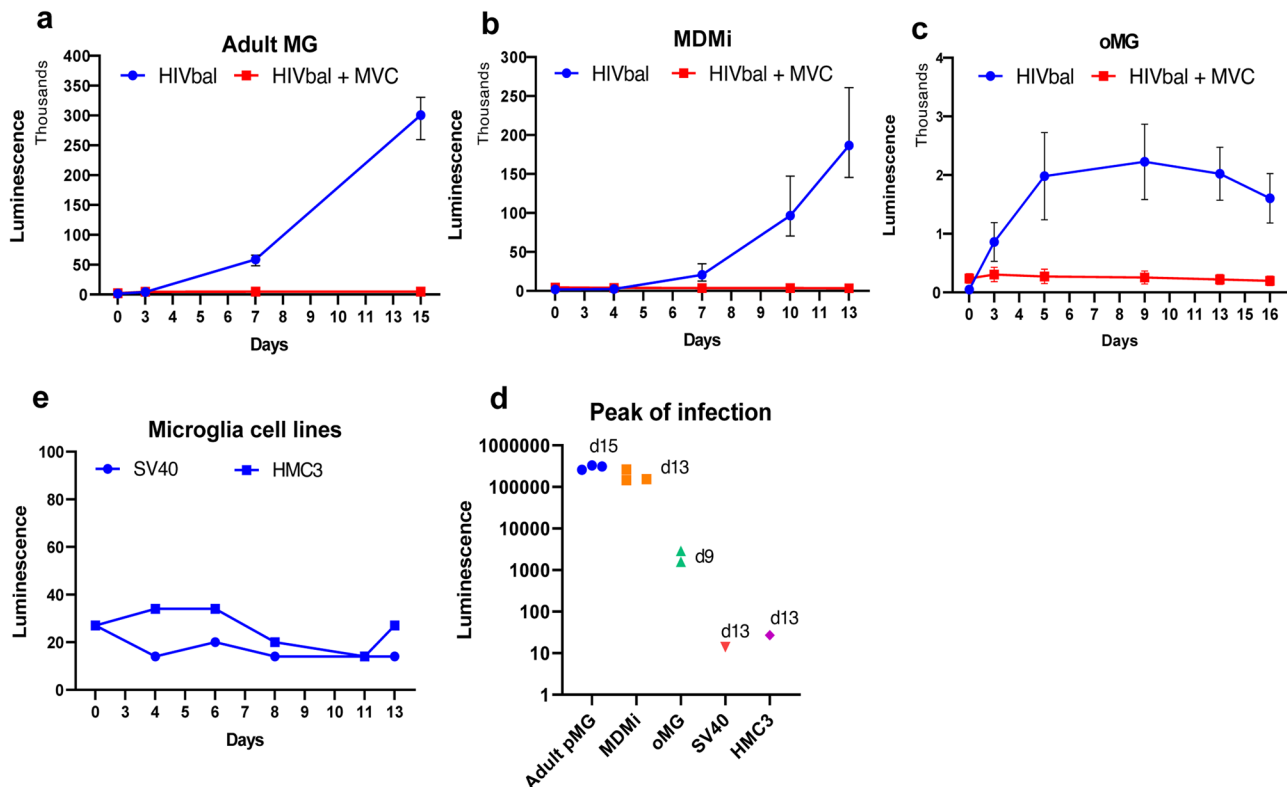 a
Adult MG
HIVbal
HIVbal + MVC
Luminescence
Thousands
400
350
300
250
200
150
100
50
0
0 3 4 5 6 7 8 9 10 11 13 15
Days
b
MDMi
HIVbal
HIVbal + MVC
Luminescence
Thousands
300
250
200
150
100
50
0
0 2 4 5 6 7 8 9 10 11 13
Days
c
oMG
HIVbal
HIVbal + MVC
Luminescence
Thousands
4
3
2
1
0
0 3 4 5 6 8 9 10 11 13 15 16
Days
e
Microglia cell lines
SV40
HMC3
Luminescence
100
80
60
40
20
0
0 3 4 5 6 8 9 10 11 13
Days
d
Peak of infection
Luminescence
1000000
100000
10000
1000
100
10
1
d15
d13
d9
d13
d13
Adult pMG
MDMi
oMG
SV40
HMC3